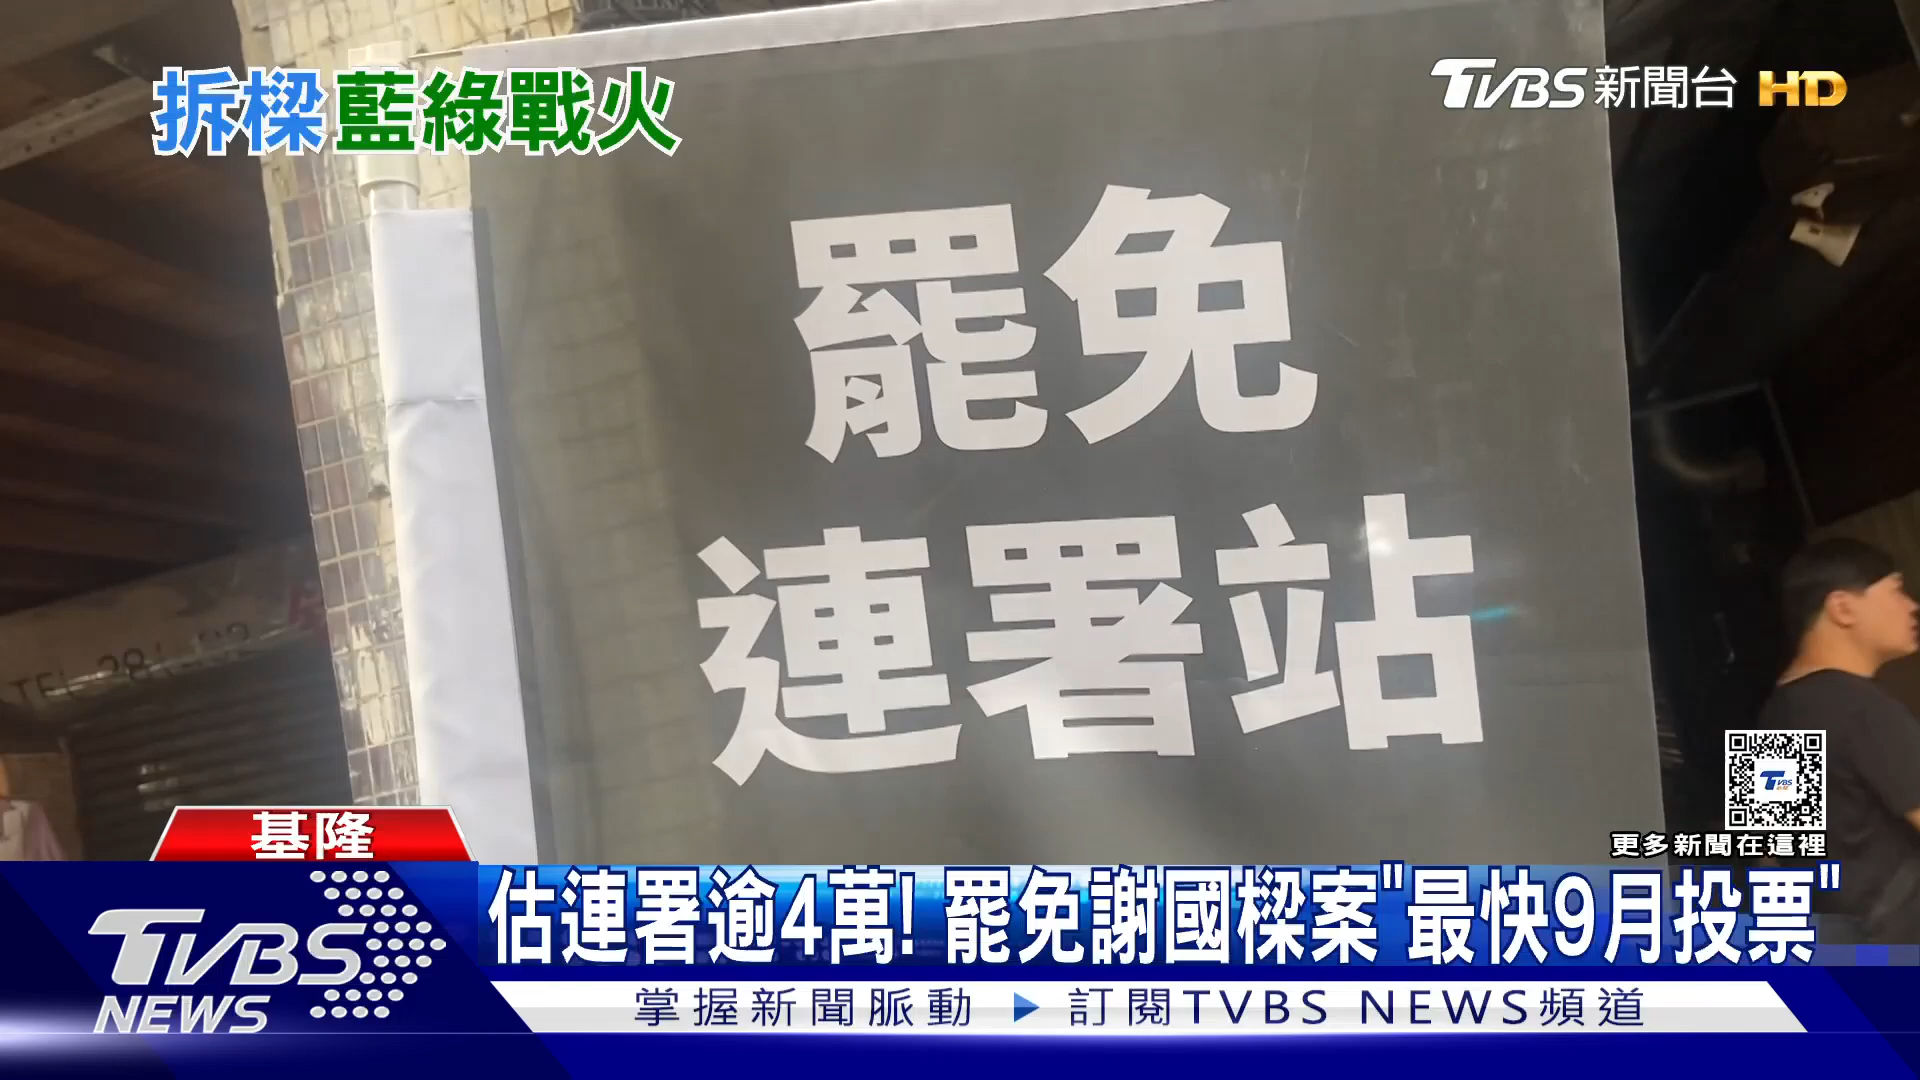 拆樑藍綠戰火
TVBS新聞台 HD
罷免
連署站
TVBS
更多新聞在這裡
基隆
估連署逾4萬! 罷免謝國樑案"最快9月投票"
TVBS
NEWS
掌握新聞脈動 ▶ 訂閱TVBS NEWS頻道